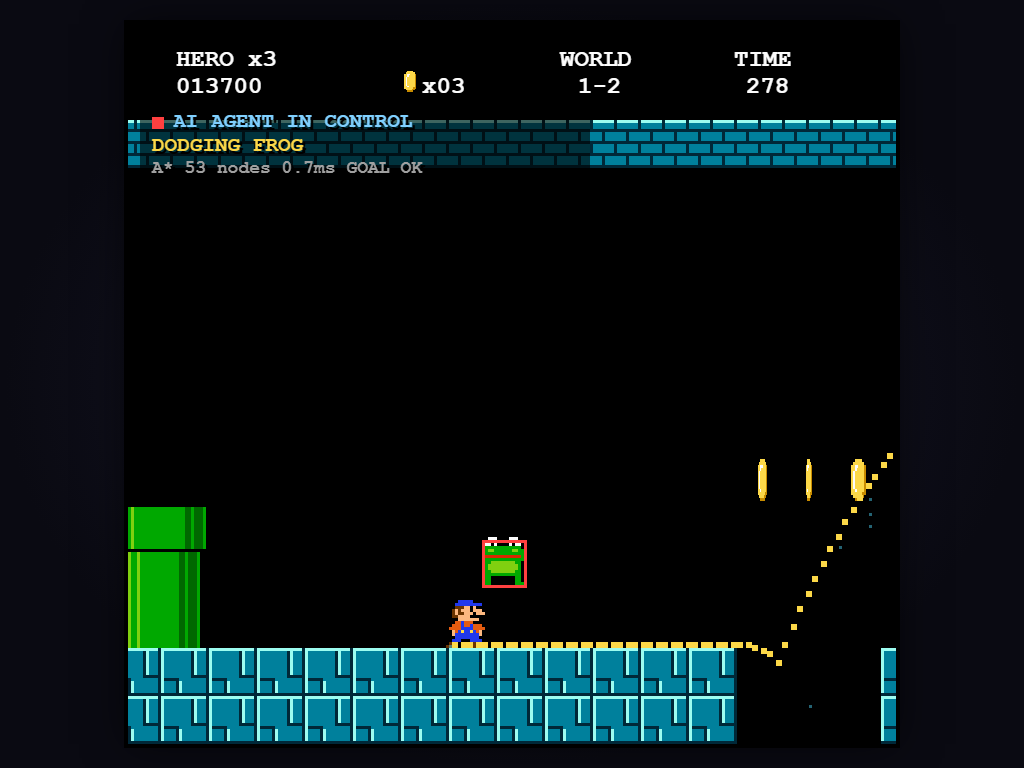 HERO x3 WORLD TIME
013700 x03 1-2 278
AI AGENT IN CONTROL
DODGING FROG
A* 53 nodes 0.7ms GOAL OK